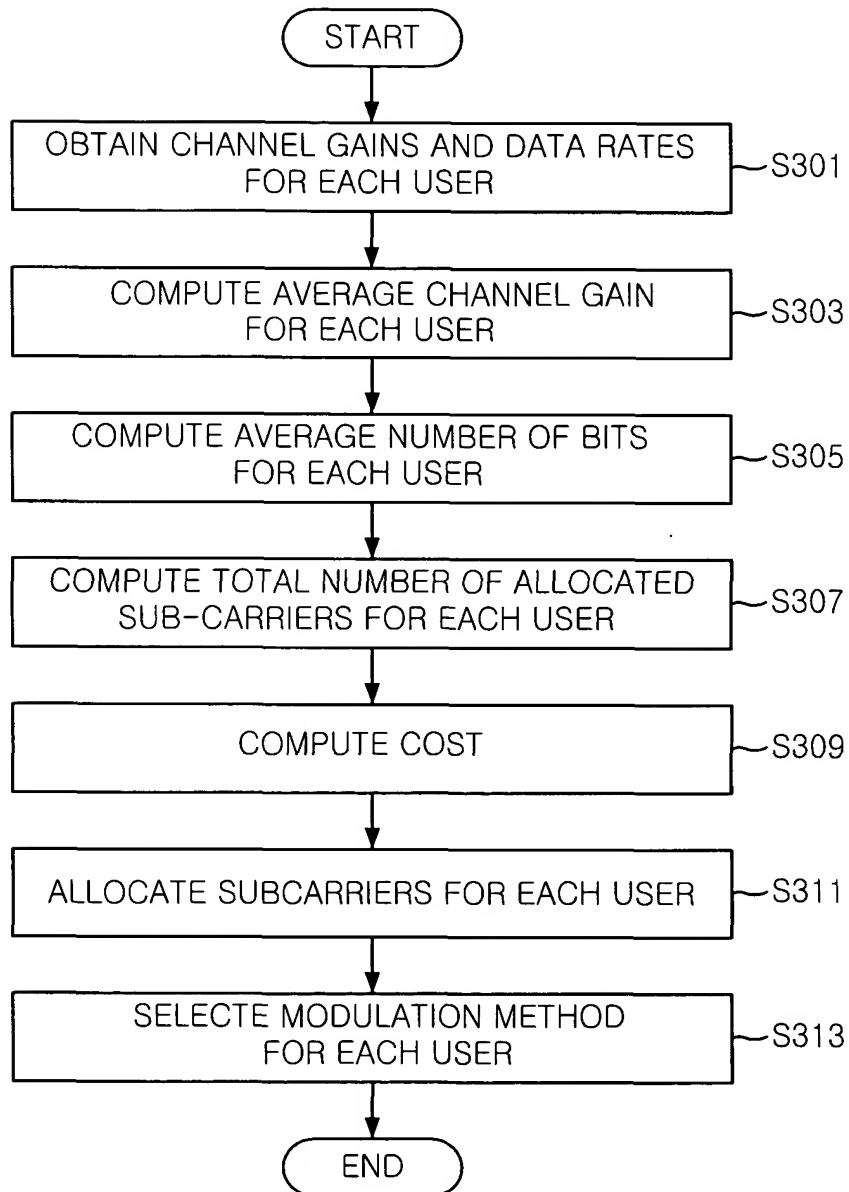 START
OBTAIN CHANNEL GAINS AND DATA RATES
FOR EACH USER
S301
COMPUTE AVERAGE CHANNEL GAIN
FOR EACH USER
S303
COMPUTE AVERAGE NUMBER OF BITS
FOR EACH USER
S305
COMPUTE TOTAL NUMBER OF ALLOCATED
SUB-CARRIERS FOR EACH USER
S307
COMPUTE COST
S309
ALLOCATE SUBCARRIERS FOR EACH USER
S311
SELECTE MODULATION METHOD
FOR EACH USER
S313
END